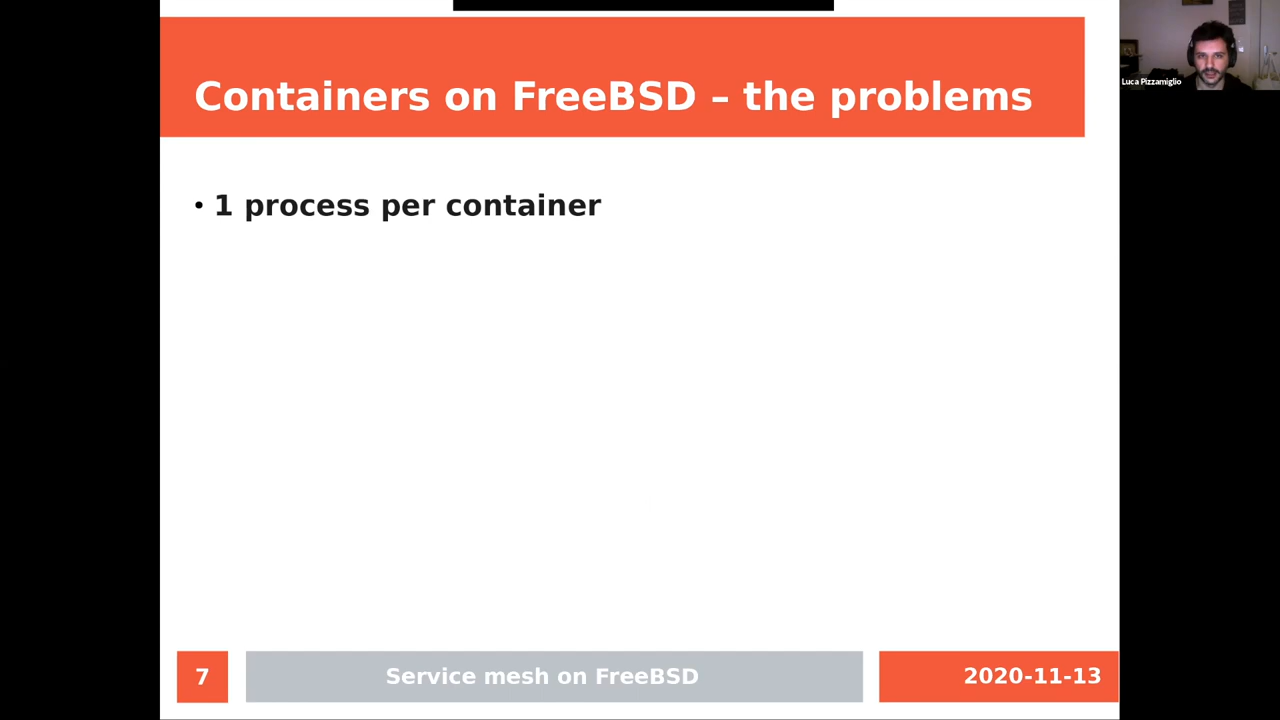 Containers on FreeBSD – the problems
Luca Pizzamiglio
• 1 process per container
7
Service mesh on FreeBSD
2020-11-13